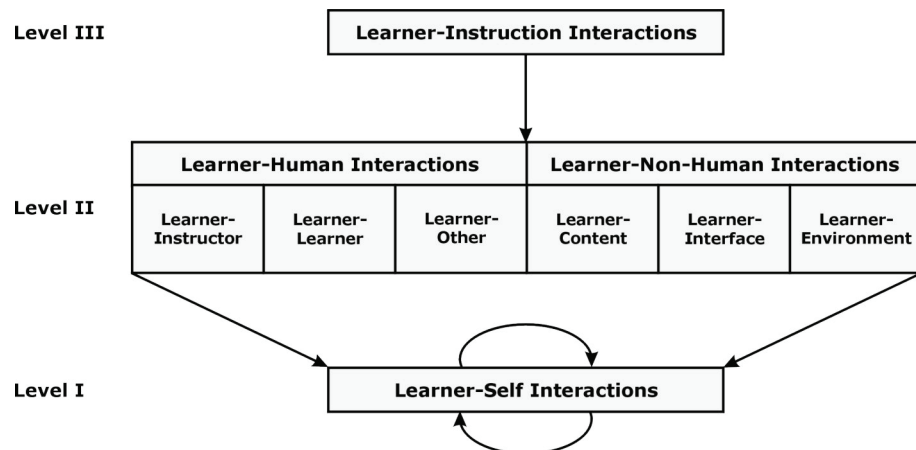 Level III
Learner-Instruction Interactions
Learner-Human Interactions
Learner-Non-Human Interactions
Level II
Learner-
Instructor
Learner-
Learner
Learner-
Other
Learner-
Content
Learner-
Interface
Learner-
Environment
Level I
Learner-Self Interactions